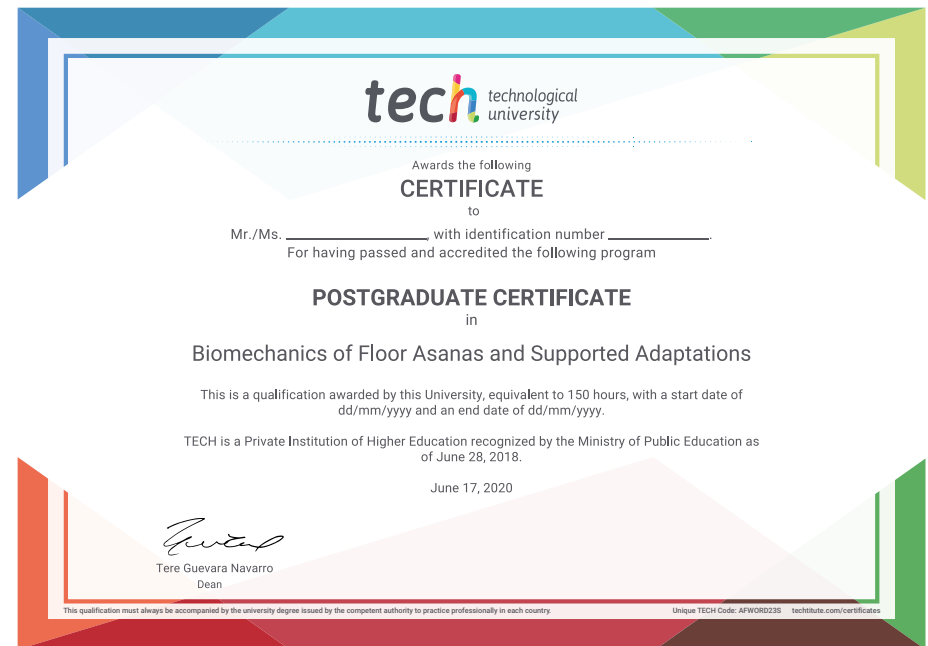 tech technological
university
Awards the following
CERTIFICATE
to
Mr./Ms. ____________________, with identification number ______________.
For having passed and accredited the following program
POSTGRADUATE CERTIFICATE
in
Biomechanics of Floor Asanas and Supported Adaptations
This is a qualification awarded by this University, equivalent to 150 hours, with a start date of
dd/mm/yyyy and an end date of dd/mm/yyyy.
TECH is a Private Institution of Higher Education recognized by the Ministry of Public Education as
of June 28, 2018.
June 17, 2020
Tere Guevara Navarro
Dean
This qualification must always be accompanied by the university degree issued by the competent authority to practice professionally in each country. Unique TECH Code: AFWORD23S techtitute.com/certificates